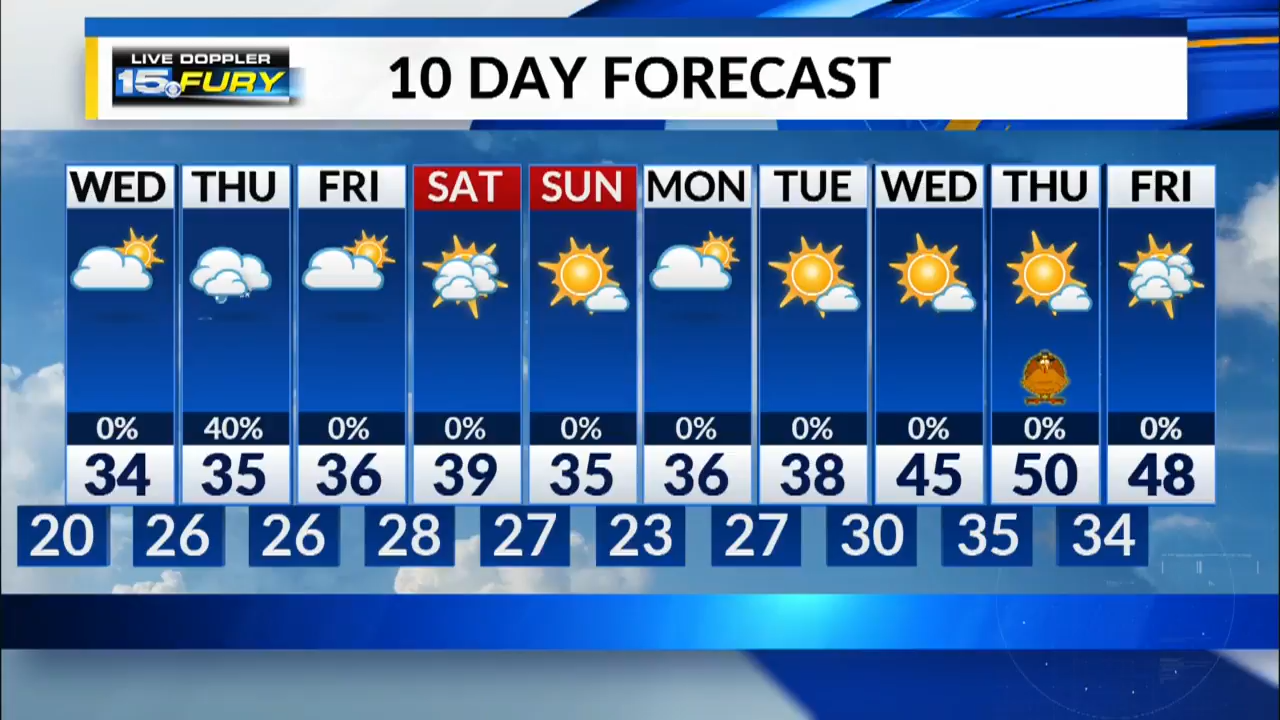 LIVE DOPPLER
15 FURY
10 DAY FORECAST
WED THU FRI SAT SUN MON TUE WED THU FRI
0% 40% 0% 0% 0% 0% 0% 0% 0% 0%
34 35 36 39 35 36 38 45 50 48
20 26 26 28 27 23 27 30 35 34